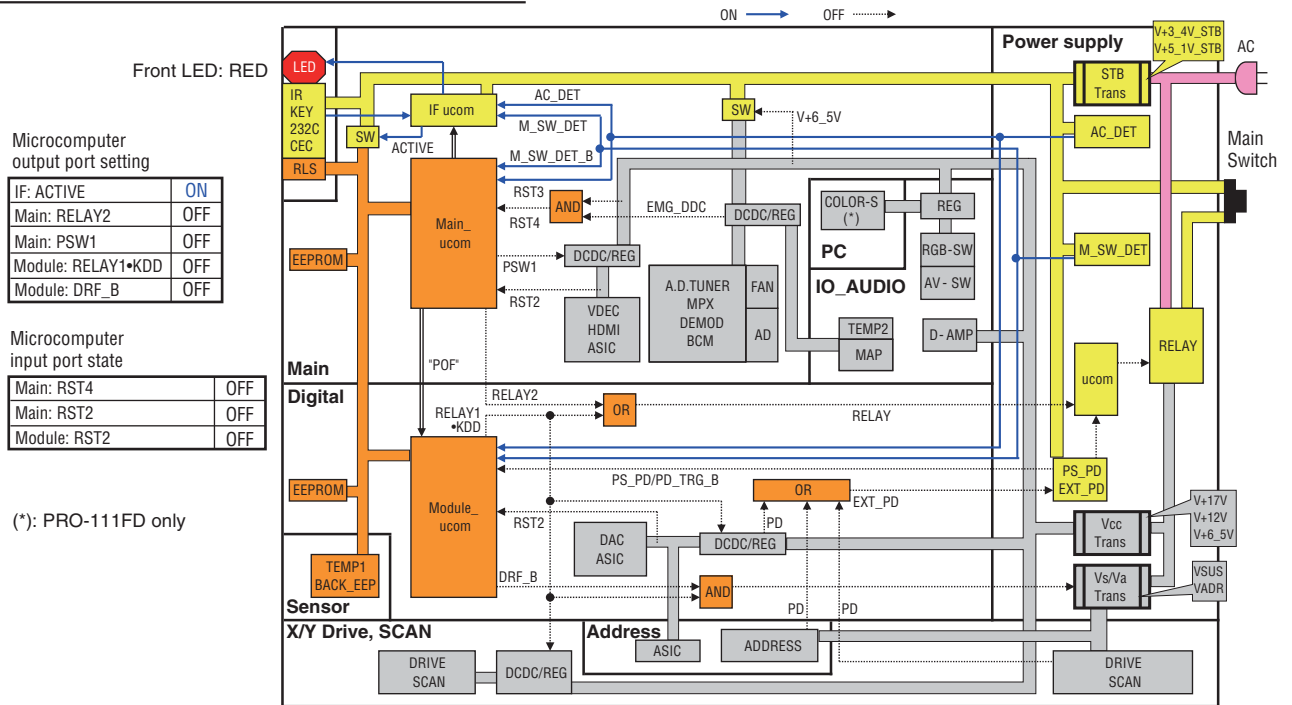 ON OFF
Front LED: RED
LED
IR
KEY
232C
CEC
RLS
SW
IF ucom
ACTIVE
AC_DET
M_SW_DET
M_SW_DET_B
SW
V+6_5V
Power supply
V+3_4V_STB
V+5_1V_STB
STB
Trans
AC
AC_DET
Main
Switch
Microcomputer
output port setting
IF: ACTIVE ON
Main: RELAY2 OFF
Main: PSW1 OFF
Module: RELAY1•KDD OFF
Module: DRF_B OFF
Microcomputer
input port state
Main: RST4 OFF
Main: RST2 OFF
Module: RST2 OFF
(*): PRO-111FD only
Main_
ucom
RST3
RST4
AND
EMG_DDC
DCDC/REG
PSW1
DCDC/REG
RST2
EEPROM
VDEC
HDMI
ASIC
A.D.TUNER
MPX
DEMOD
BCM
FAN
AD
COLOR-S
(*)
PC
REG
RGB-SW
AV - SW
IO_AUDIO
TEMP2
MAP
D- AMP
M_SW_DET
RELAY
ucom
Main
"POF"
Digital
RELAY2
RELAY1
•KDD
OR
RELAY
EEPROM
Module_
ucom
PS_PD/PD_TRG_B
OR
EXT_PD
PS_PD
EXT_PD
RST2
DAC
ASIC
PD
DCDC/REG
Vcc
Trans
V+17V
V+12V
V+6_5V
DRF_B
AND
Vs/Va
Trans
VSUS
VADR
TEMP1
BACK_EEP
Sensor
PD PD
X/Y Drive, SCAN
Address
ASIC
ADDRESS
DRIVE
SCAN
DCDC/REG
DRIVE
SCAN